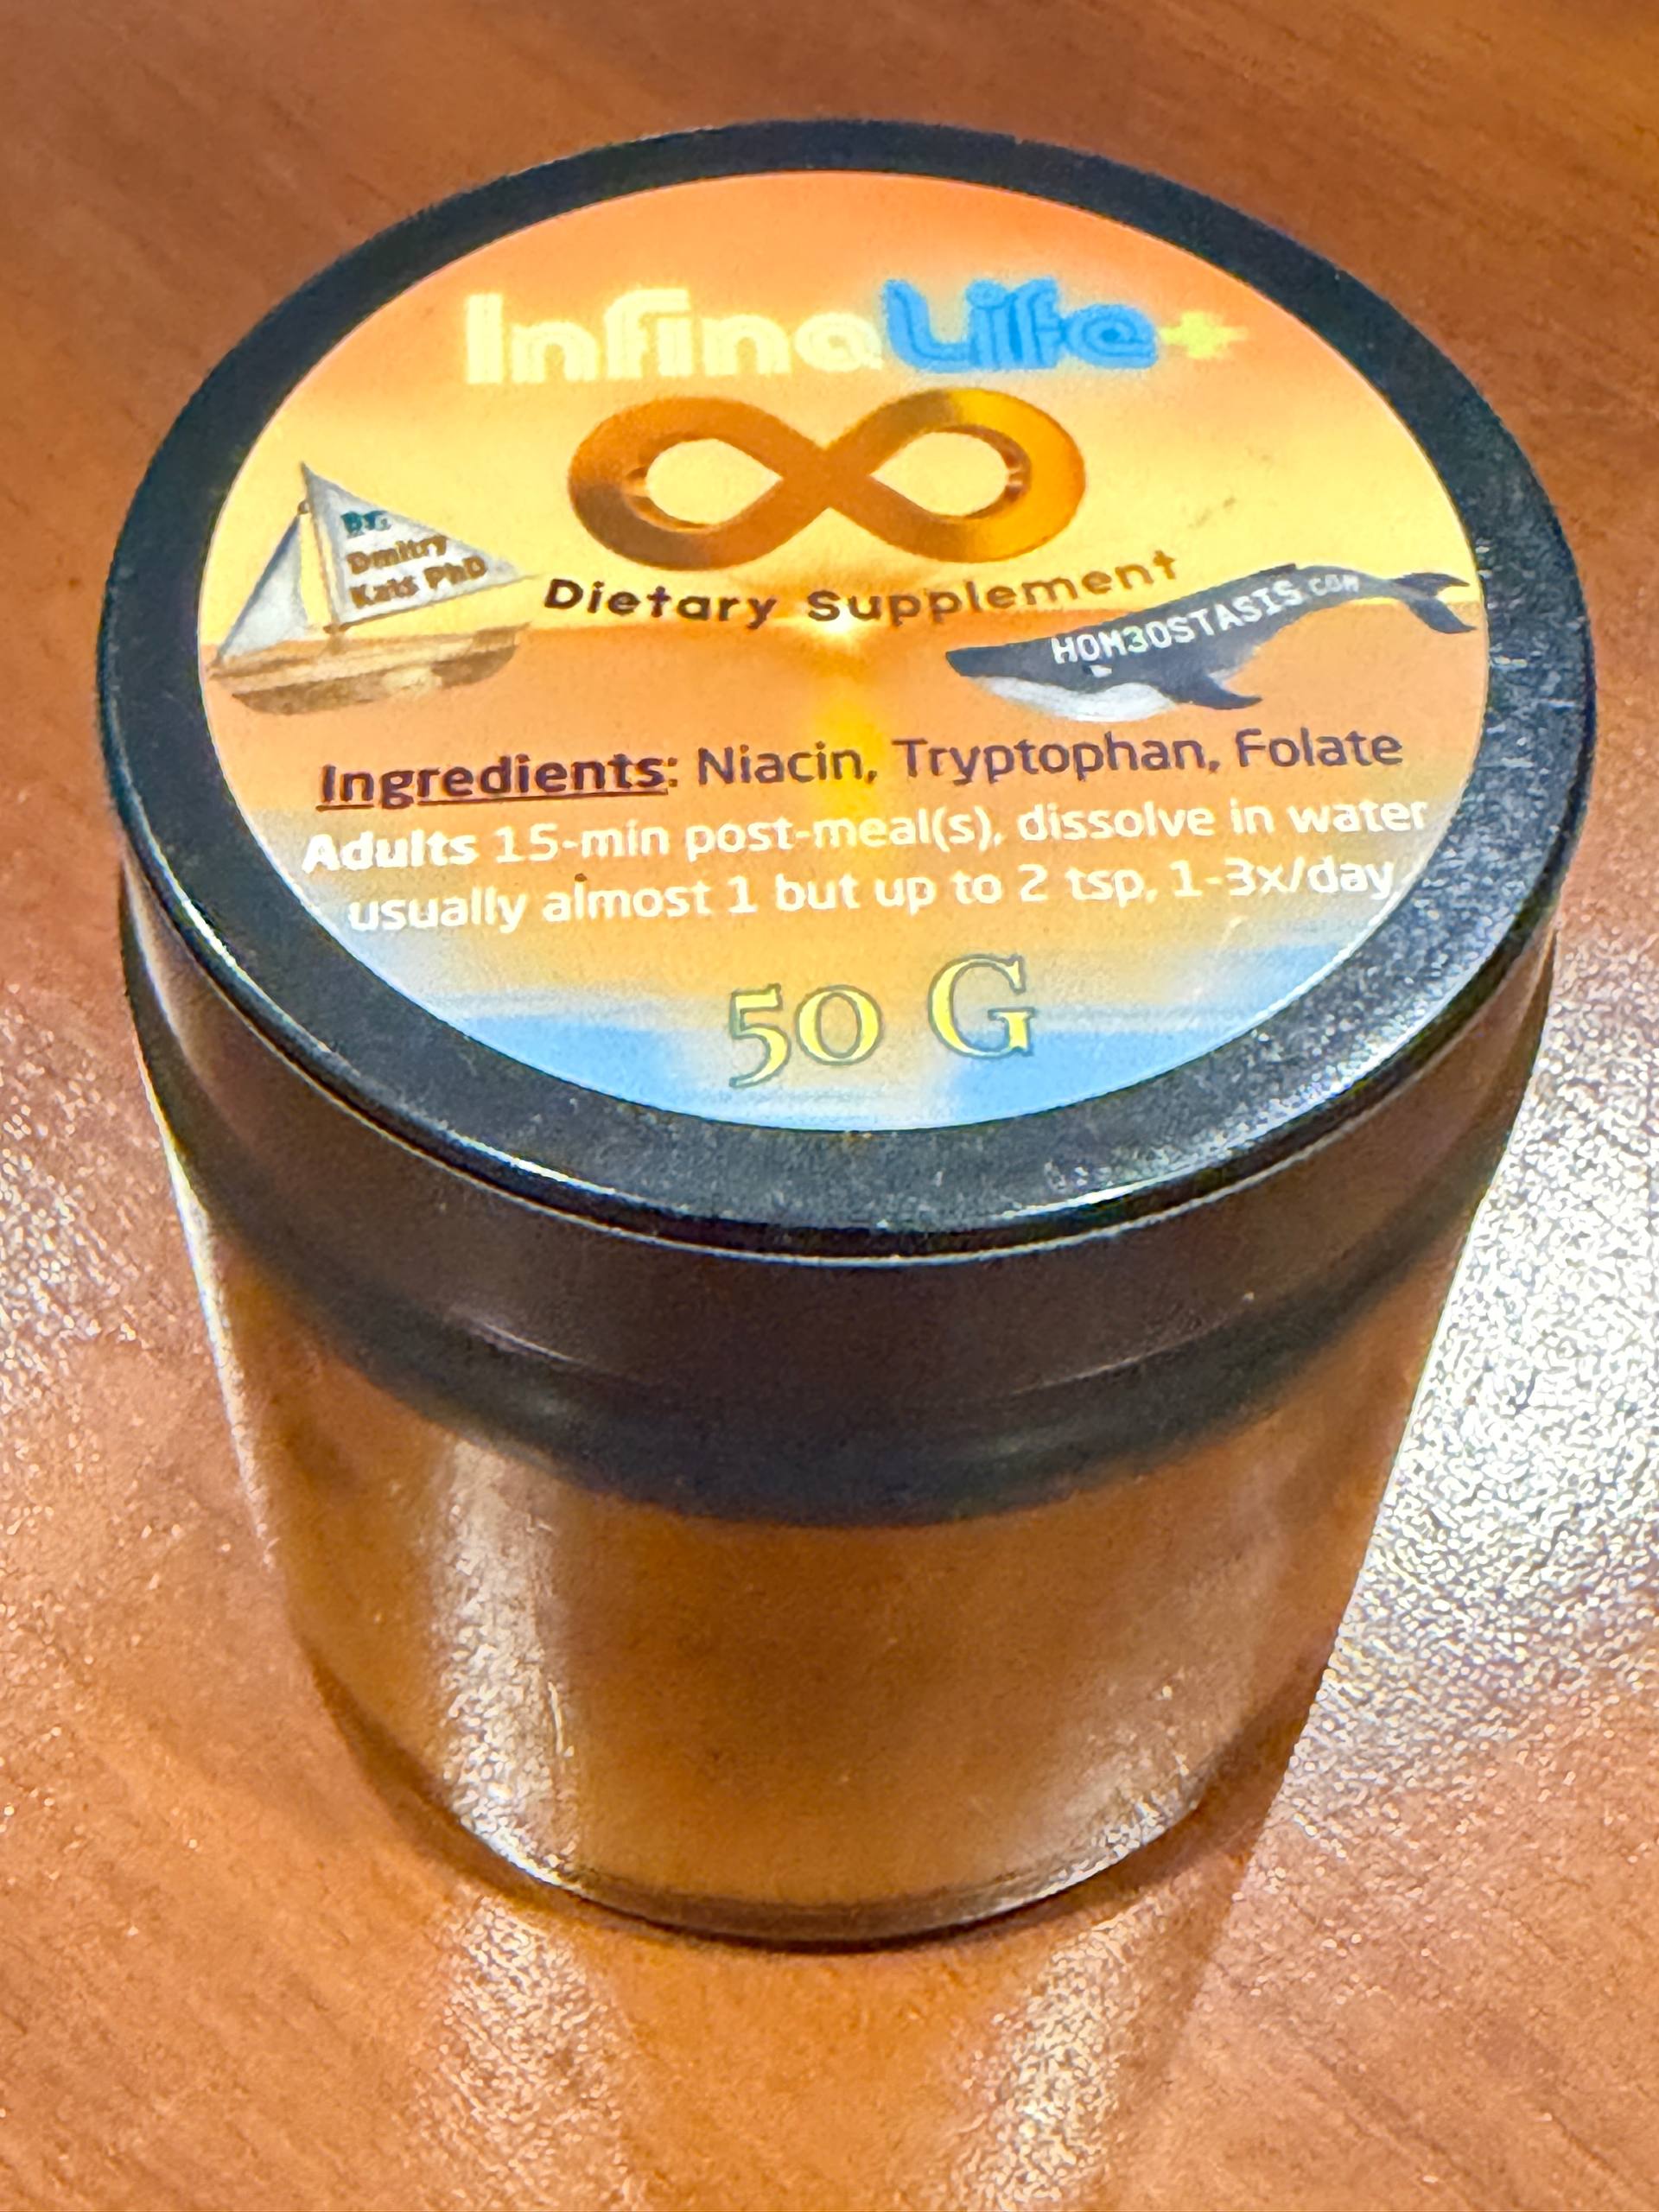 InfinaLife+
Dmitry
Kats PhD
Dietary Supplement
HOM3OSTASIS.COM
Ingredients: Niacin, Tryptophan, Folate
Adults 15-min post-meal(s), dissolve in water
usually almost 1 but up to 2 tsp, 1-3x/day
50 G